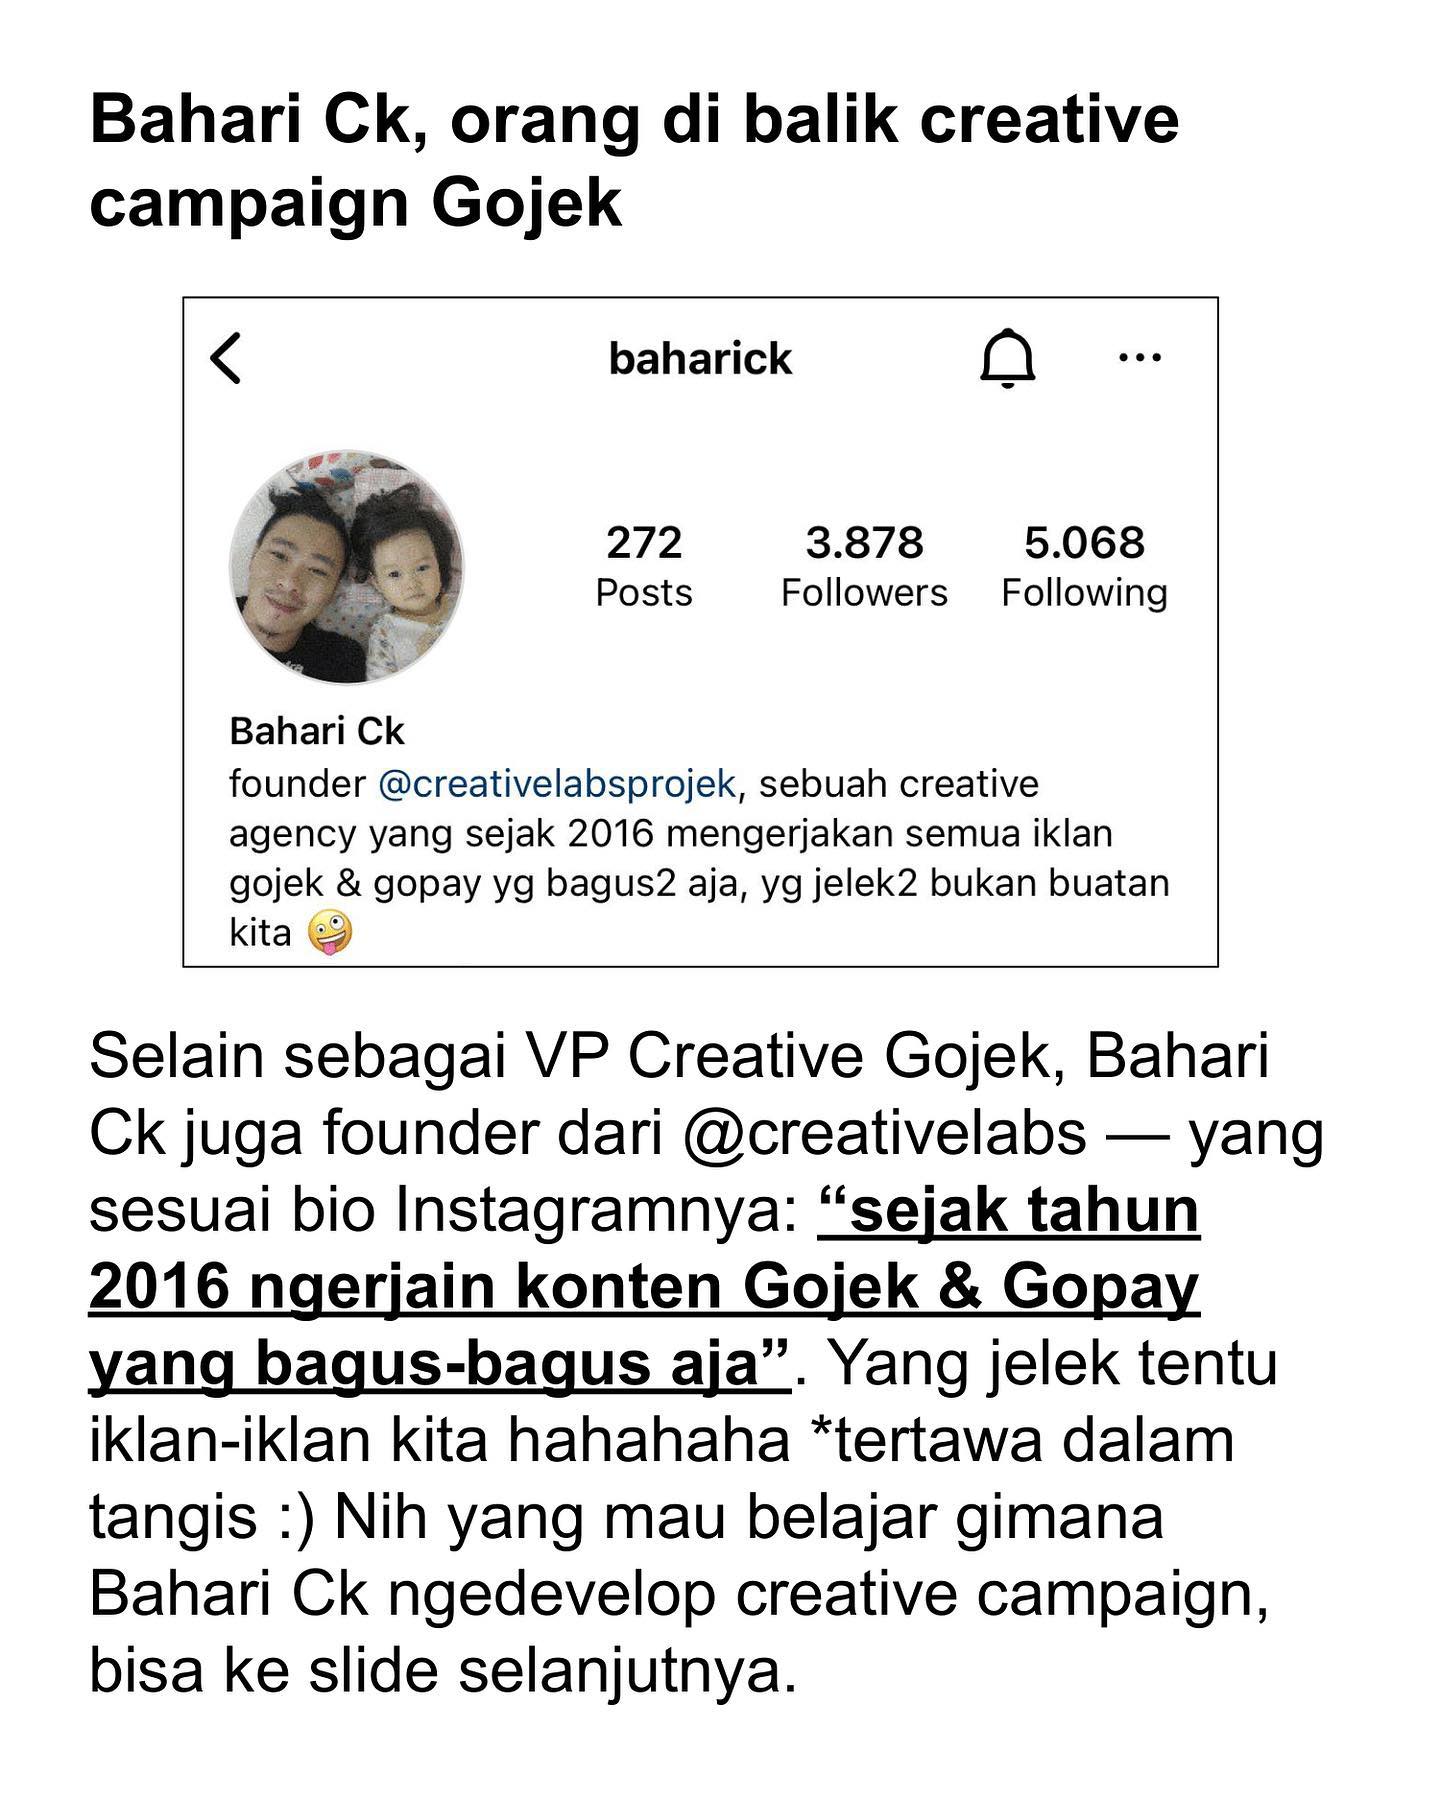 Bahari Ck, orang di balik creative
campaign Gojek
baharick
272 3.878 5.068
Posts Followers Following
Bahari Ck
founder @creativelabsprojek, sebuah creative
agency yang sejak 2016 mengerjakan semua iklan
gojek & gopay yg bagus2 aja, yg jelek2 bukan buatan
kita 🤪
Selain sebagai VP Creative Gojek, Bahari
Ck juga founder dari @creativelabs — yang
sesuai bio Instagramnya: “sejak tahun
2016 ngerjain konten Gojek & Gopay
yang bagus-bagus aja”. Yang jelek tentu
iklan-iklan kita hahahaha *tertawa dalam
tangis :) Nih yang mau belajar gimana
Bahari Ck ngedevelop creative campaign,
bisa ke slide selanjutnya.